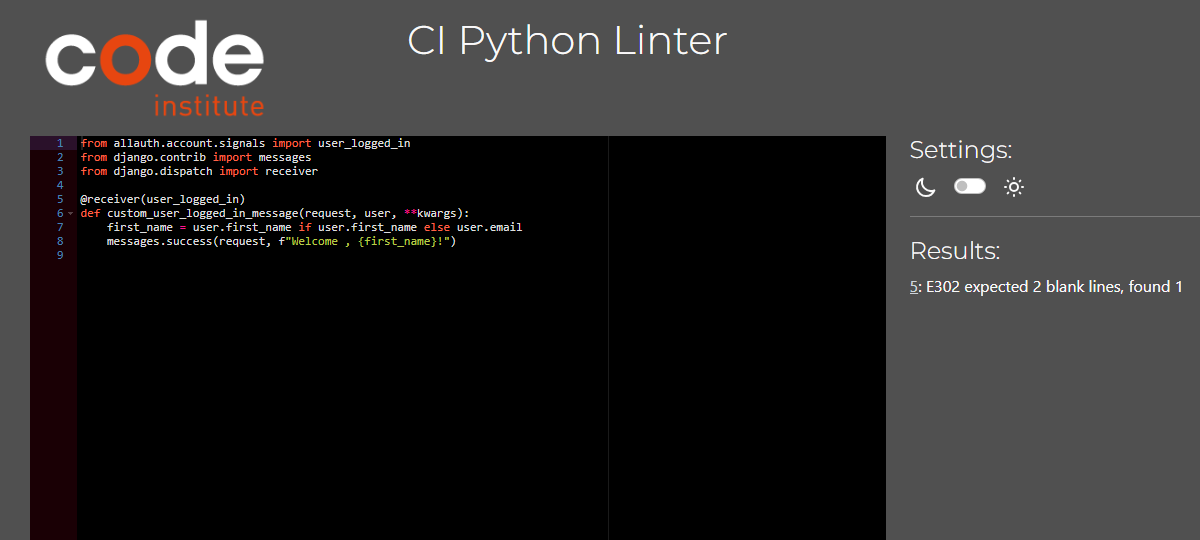 code
institute
CI Python Linter
1 from allauth.account.signals import user_logged_in
2 from django.contrib import messages
3 from django.dispatch import receiver
4
5 @receiver(user_logged_in)
6 def custom_user_logged_in_message(request, user, **kwargs):
7     first_name = user.first_name if user.first_name else user.email
8     messages.success(request, f"Welcome , {first_name}!")
9
Settings:
Results:
5: E302 expected 2 blank lines, found 1